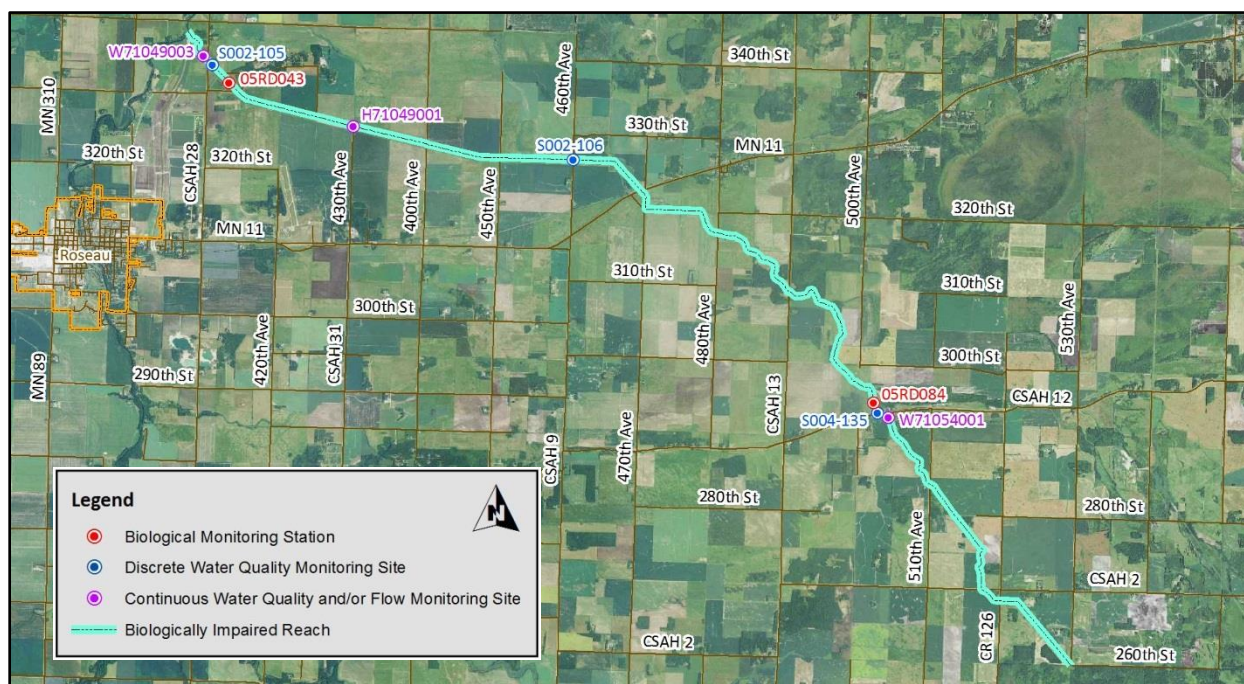 W71049003
S002-105
05RD043
H71049001
S002-106
MN 310
460th Ave
340th St
330th St
MN 11
320th St
CSAH 28
320th St
430th Ave
400th Ave
450th Ave
500th Ave
320th St
Roseau
MN 11
310th St
310th St
300th St
480th Ave
530th Ave
MN 89
290th St
420th Ave
CSAH 31
300th St
CSAH 13
05RD084
CSAH 12
S004-135
W71054001
CSAH 9
470th Ave
280th St
280th St
510th Ave
CSAH 2
CR 126
CSAH 2
260th St
Legend
N
Biological Monitoring Station
Discrete Water Quality Monitoring Site
Continuous Water Quality and/or Flow Monitoring Site
Biologically Impaired Reach